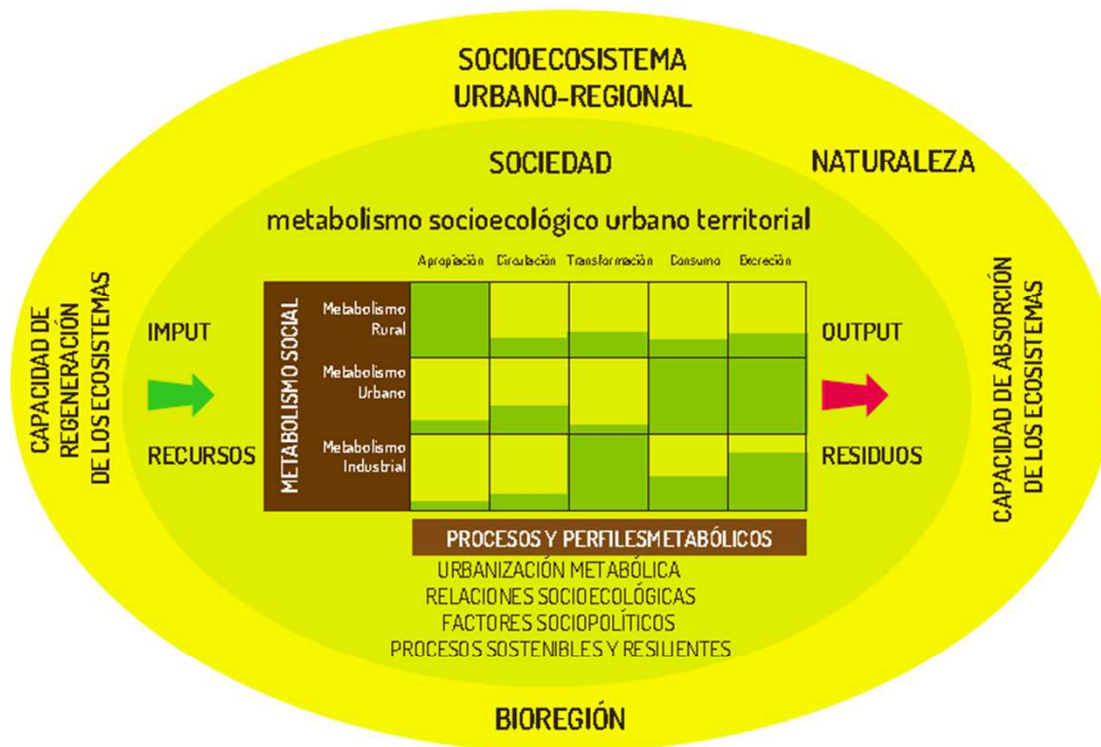 SOCIOECOSISTEMA
URBANO-REGIONAL
SOCIEDAD
NATURALEZA
metabolismo socioecológico urbano territorial
Apropiación Circulación Transformación Consumo Excreción
CAPACIDAD DE
REGENERACIÓN
DE LOS ECOSISTEMAS
IMPUT
RECURSOS
METABOLISMO SOCIAL
Metabolismo
Rural
Metabolismo
Urbano
Metabolismo
Industrial
OUTPUT
RESIDUOS
CAPACIDAD DE ABSORCIÓN
DE LOS ECOSISTEMAS
PROCESOS Y PERFILESMETABÓLICOS
URBANIZACIÓN METABÓLICA
RELACIONES SOCIOECOLÓGICAS
FACTORES SOCIOPOLÍTICOS
PROCESOS SOSTENIBLES Y RESILIENTES
BIOREGIÓN